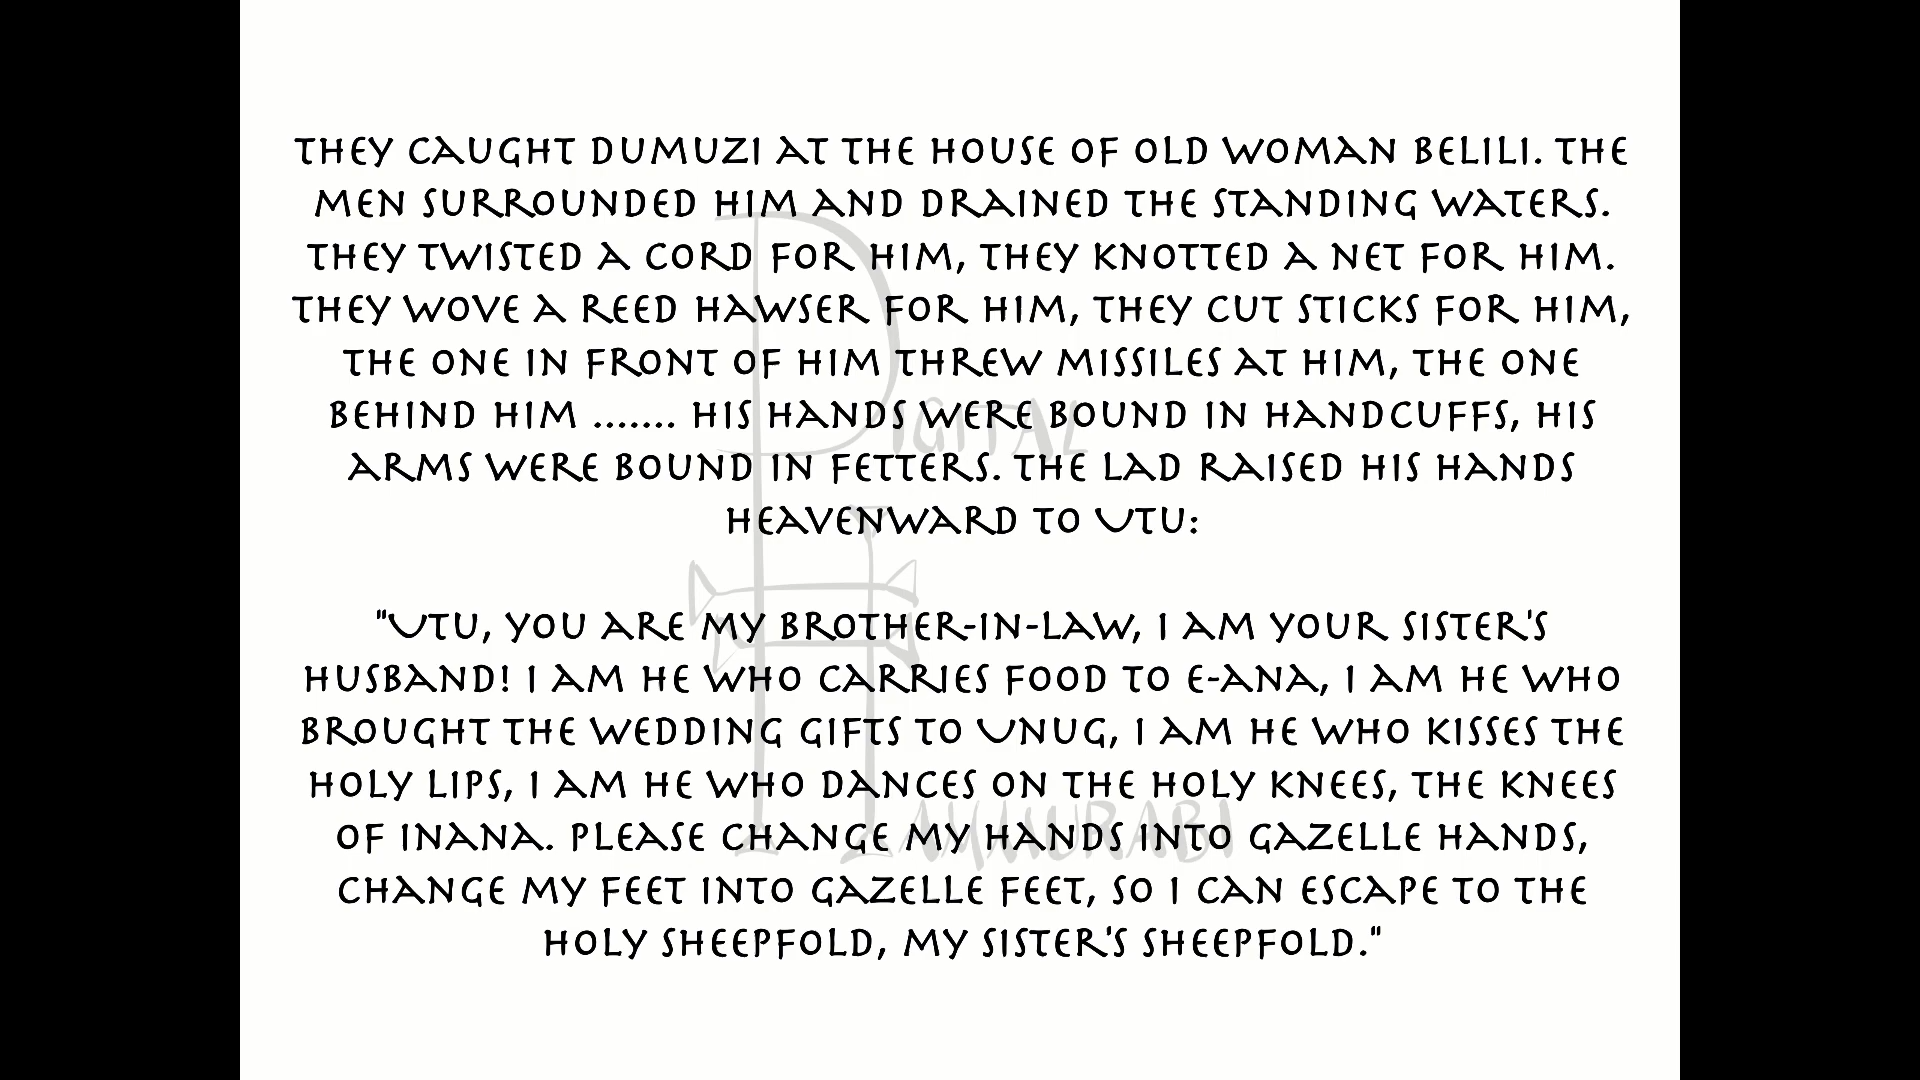 THEY CAUGHT DUMUZI AT THE HOUSE OF OLD WOMAN BELILI. THE
MEN SURROUNDED HIM AND DRAINED THE STANDING WATERS.
THEY TWISTED A CORD FOR HIM, THEY KNOTTED A NET FOR HIM.
THEY WOVE A REED HAWSER FOR HIM, THEY CUT STICKS FOR HIM,
THE ONE IN FRONT OF HIM THREW MISSILES AT HIM, THE ONE
BEHIND HIM ....... HIS HANDS WERE BOUND IN HANDCUFFS, HIS
ARMS WERE BOUND IN FETTERS. THE LAD RAISED HIS HANDS
HEAVENWARD TO UTU:
"UTU, YOU ARE MY BROTHER-IN-LAW, I AM YOUR SISTER'S
HUSBAND! I AM HE WHO CARRIES FOOD TO E-ANA, I AM HE WHO
BROUGHT THE WEDDING GIFTS TO UNUG, I AM HE WHO KISSES THE
HOLY LIPS, I AM HE WHO DANCES ON THE HOLY KNEES, THE KNEES
OF INANA. PLEASE CHANGE MY HANDS INTO GAZELLE HANDS,
CHANGE MY FEET INTO GAZELLE FEET, SO I CAN ESCAPE TO THE
HOLY SHEEPFOLD, MY SISTER'S SHEEPFOLD."
DIGITAL
HAMMURABI